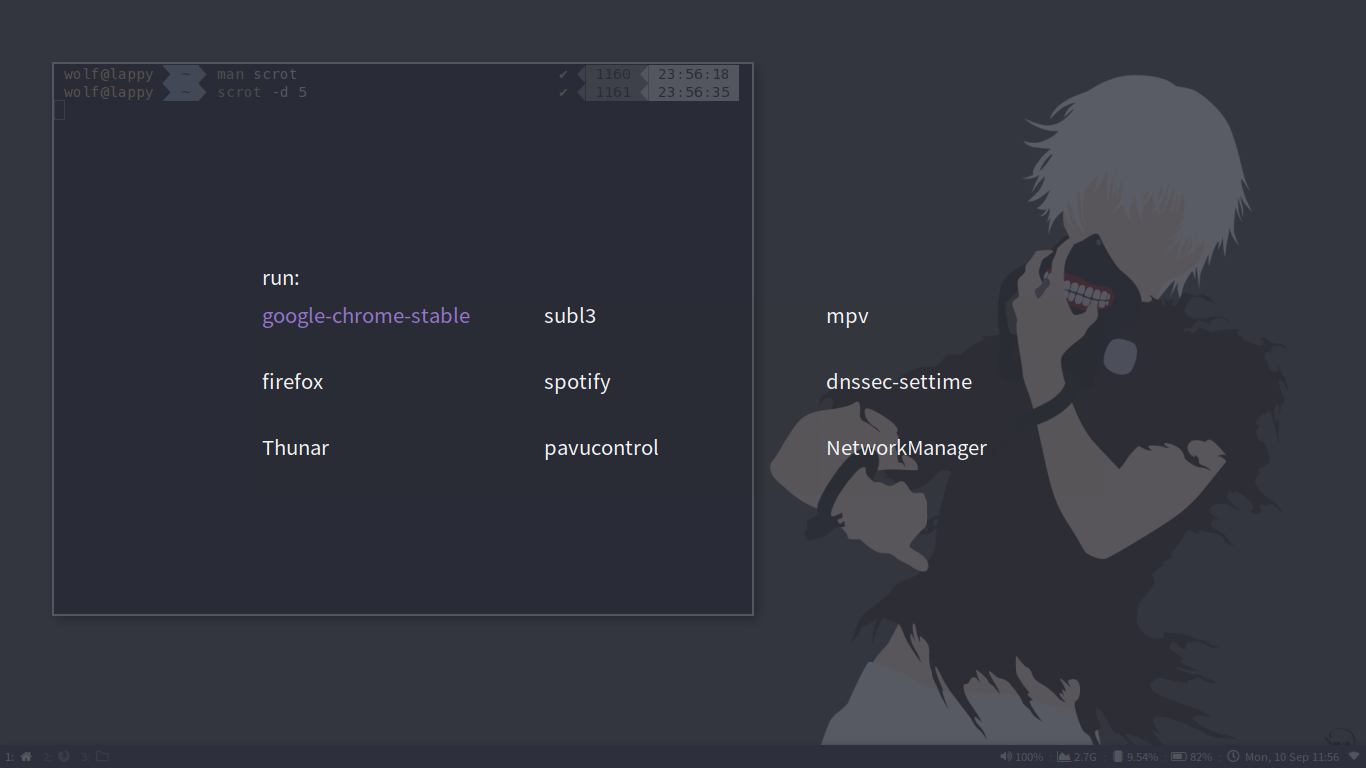 wolf@lappy ~ man scrot ✔ 1160 23:56:18
wolf@lappy ~ scrot -d 5 ✔ 1161 23:56:35
run:
google-chrome-stable subl3 mpv
firefox spotify dnssec-settime
Thunar pavucontrol NetworkManager
1: 2: 3: 100% 2.7G 9.54% 82% Mon, 10 Sep 11:56